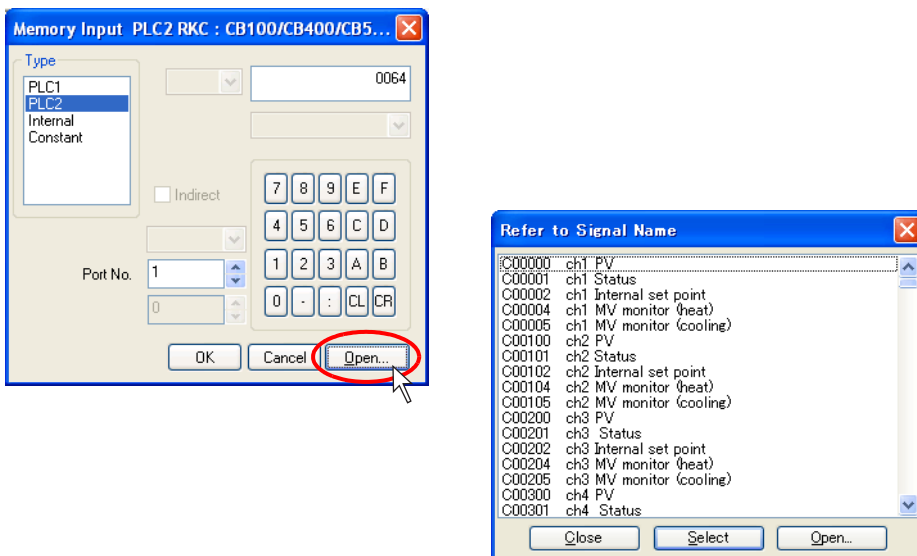 Memory Input PLC2 RKC : CB100/CB400/CB5...
Type
PLC1
PLC2
Internal
Constant
0064
Indirect
7 8 9 E F
4 5 6 C D
1 2 3 A B
0 - : CL CR
Port No. 1
0
OK Cancel Open...
Refer to Signal Name
C00000 ch1 PV
C00001 ch1 Status
C00002 ch1 Internal set point
C00004 ch1 MV monitor (heat)
C00005 ch1 MV monitor (cooling)
C00100 ch2 PV
C00101 ch2 Status
C00102 ch2 Internal set point
C00104 ch2 MV monitor (heat)
C00105 ch2 MV monitor (cooling)
C00200 ch3 PV
C00201 ch3 Status
C00202 ch3 Internal set point
C00204 ch3 MV monitor (heat)
C00205 ch3 MV monitor (cooling)
C00300 ch4 PV
C00301 ch4 Status
Close Select Open...